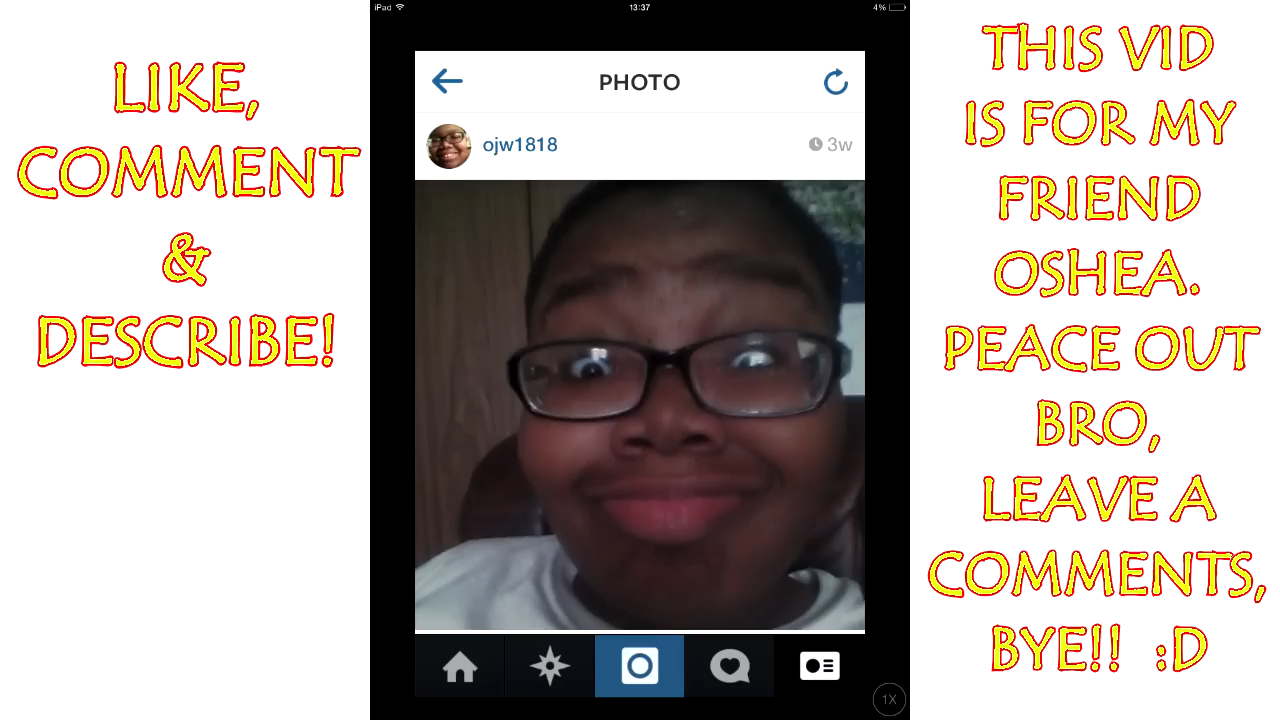 LIKE,
COMMENT
&
DESCRIBE!
iPad 13:37 4%
PHOTO
ojw1818 3w
1X
THIS VID
IS FOR MY
FRIEND
OSHEA.
PEACE OUT
BRO,
LEAVE A
COMMENTS,
BYE!! :D